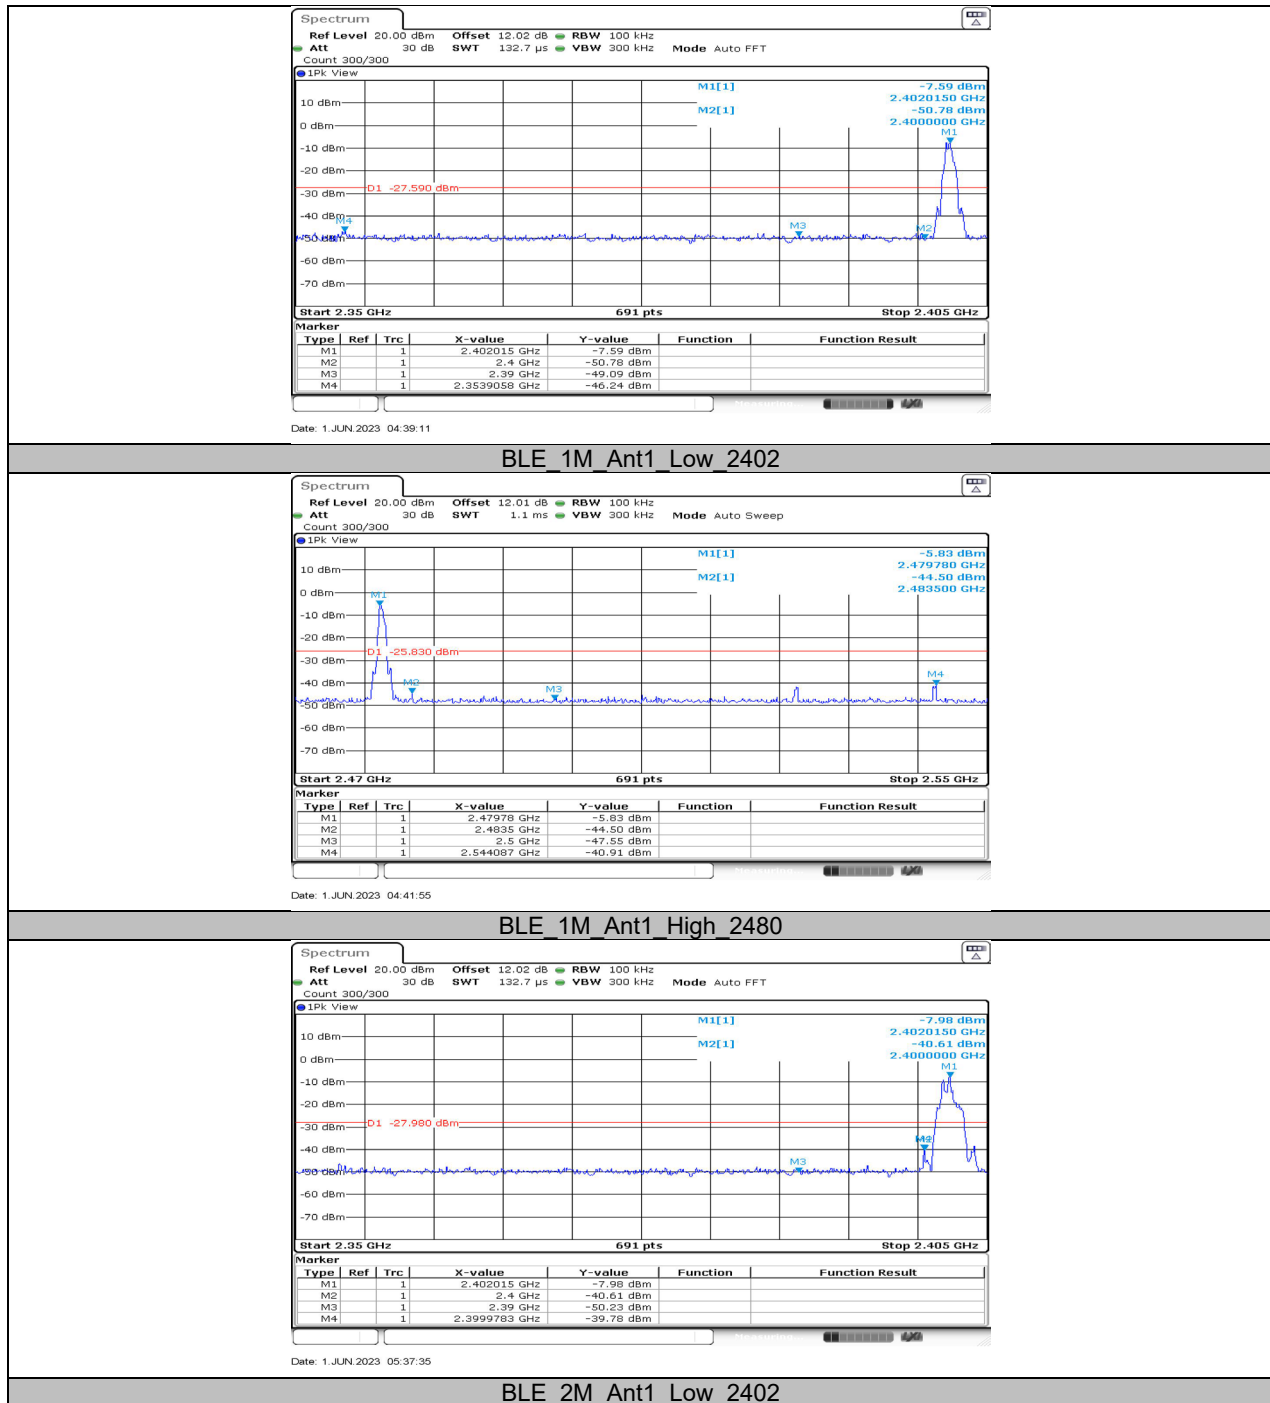 Spectrum
Ref Level 20.00 dBm Offset 12.02 dB RBW 100 kHz
Att 30 dB SWT 132.7 µs VBW 300 kHz Mode Auto FFT
Count 300/300
1Pk View
M1[1] -7.59 dBm
2.4020150 GHz
M2[1] -50.78 dBm
2.4000000 GHz
M1
10 dBm
0 dBm
-10 dBm
-20 dBm
D1 -27.590 dBm
-30 dBm
-40 dBm
M4
M3
M2
-50 dBm
-60 dBm
-70 dBm
Start 2.35 GHz 691 pts Stop 2.405 GHz
Marker
Type Ref Trc X-value Y-value Function Function Result
M1 1 2.402015 GHz -7.59 dBm
M2 1 2.4 GHz -50.78 dBm
M3 1 2.39 GHz -49.09 dBm
M4 1 2.3539058 GHz -46.24 dBm
Measuring
Date: 1.JUN.2023 04:39:11
BLE_1M_Ant1_Low_2402
Spectrum
Ref Level 20.00 dBm Offset 12.01 dB RBW 100 kHz
Att 30 dB SWT 1.1 ms VBW 300 kHz Mode Auto Sweep
Count 300/300
1Pk View
M1[1] -5.83 dBm
2.479780 GHz
M2[1] -44.50 dBm
2.483500 GHz
10 dBm
0 dBm
M1
-10 dBm
-20 dBm
D1 -25.830 dBm
-30 dBm
M4
-40 dBm
M2
M3
-50 dBm
-60 dBm
-70 dBm
Start 2.47 GHz 691 pts Stop 2.55 GHz
Marker
Type Ref Trc X-value Y-value Function Function Result
M1 1 2.47978 GHz -5.83 dBm
M2 1 2.4835 GHz -44.50 dBm
M3 1 2.5 GHz -47.55 dBm
M4 1 2.544087 GHz -40.91 dBm
Measuring
Date: 1.JUN.2023 04:41:55
BLE_1M_Ant1_High_2480
Spectrum
Ref Level 20.00 dBm Offset 12.02 dB RBW 100 kHz
Att 30 dB SWT 132.7 µs VBW 300 kHz Mode Auto FFT
Count 300/300
1Pk View
M1[1] -7.98 dBm
2.4020150 GHz
M2[1] -40.61 dBm
2.4000000 GHz
M1
10 dBm
0 dBm
-10 dBm
-20 dBm
D1 -27.980 dBm
-30 dBm
-40 dBm
M3
-50 dBm
-60 dBm
-70 dBm
Start 2.35 GHz 691 pts Stop 2.405 GHz
Marker
Type Ref Trc X-value Y-value Function Function Result
M1 1 2.402015 GHz -7.98 dBm
M2 1 2.4 GHz -40.61 dBm
M3 1 2.39 GHz -50.23 dBm
M4 1 2.3999783 GHz -39.78 dBm
Measuring
Date: 1.JUN.2023 05:37:35
BLE_2M_Ant1_Low_2402